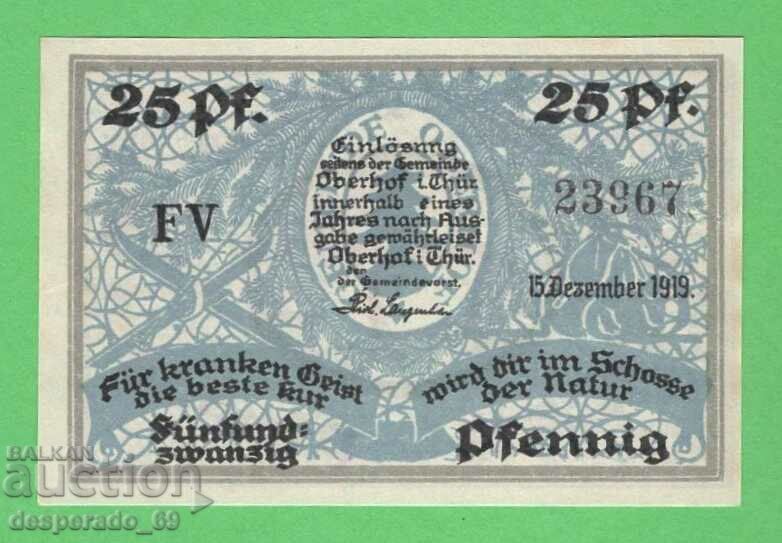 25 Pf.
25 Pf.
Einlösung
seitens der Gemeinde
Oberhof i. Thür
innerhalb eines
Jahres nach Aus-
gabe gewährleiset
Oberhof i Thür.
den
der Gemeindevorst.
FV
23967
15. Dezember 1919.
Für kranken Geist
die beste Kur
wird dir im Schosse
der Natur
Fünfund-
zwanzig
Pfennig
BALKAN
auction
desperado_69